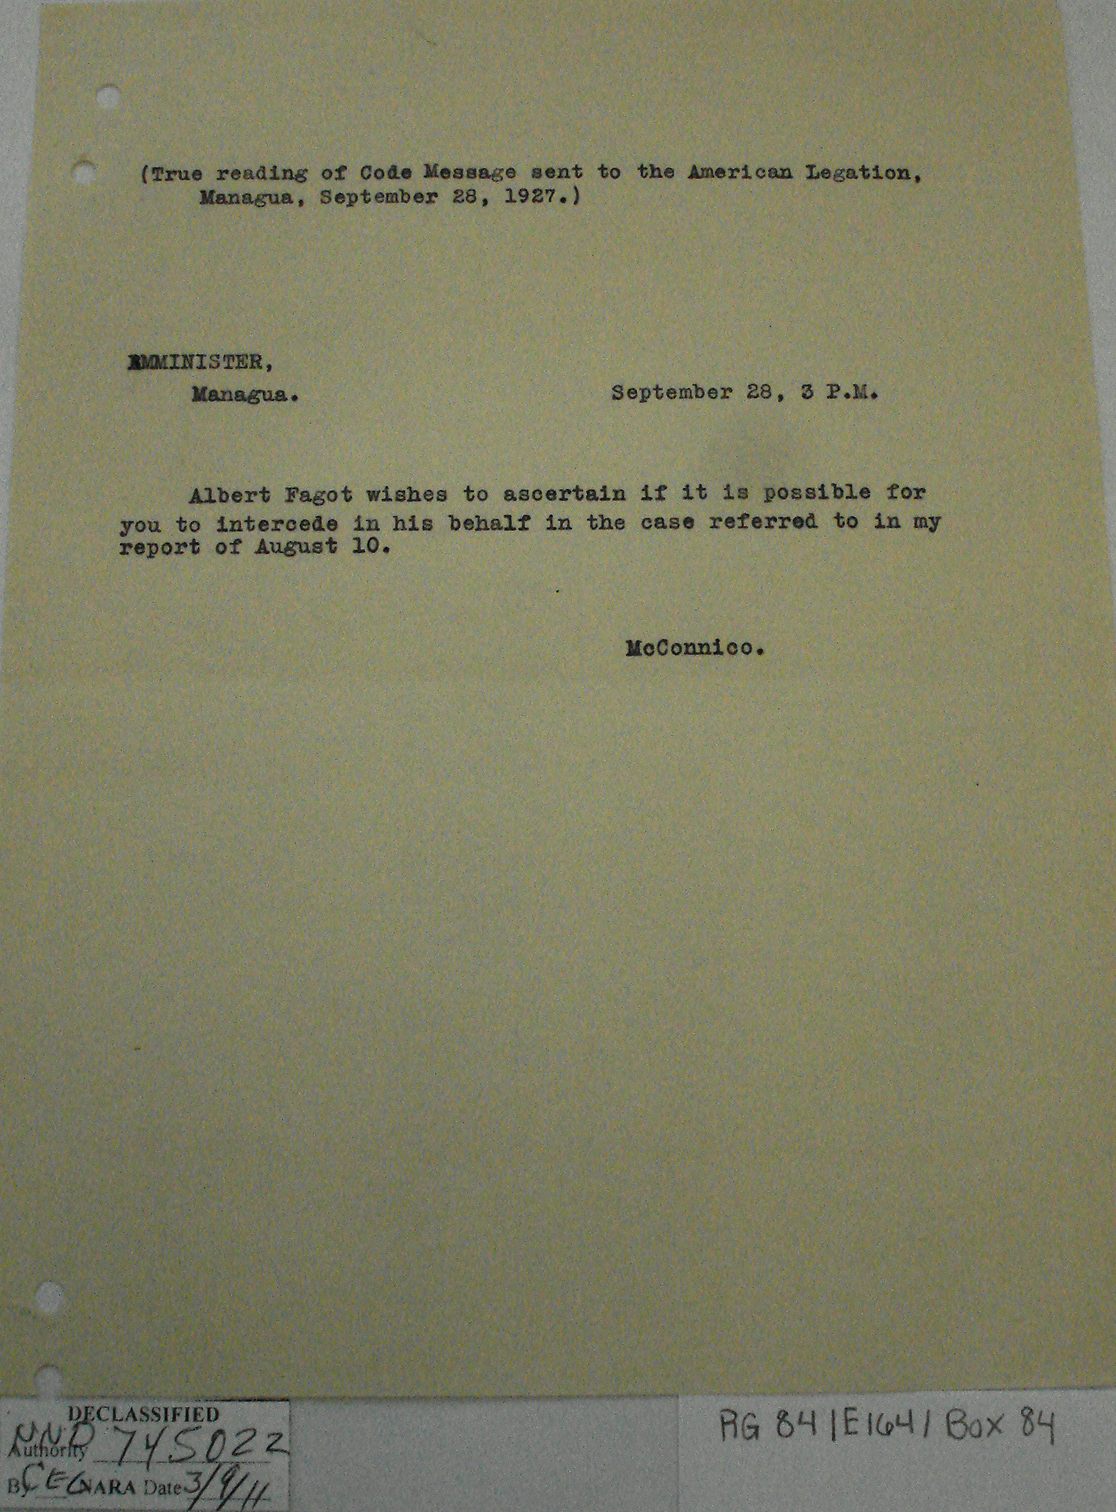 (True reading of Code Message sent to the American Legation,
Managua, September 28, 1927.)
AMMINISTER,
Managua.
September 28, 3 P.M.
Albert Fagot wishes to ascertain if it is possible for
you to intercede in his behalf in the case referred to in my
report of August 10.
McConnico.
DECLASSIFIED
Authority NND 745022
By CEG NARA Date 3/9/11
RG 84 | E164 | Box 84